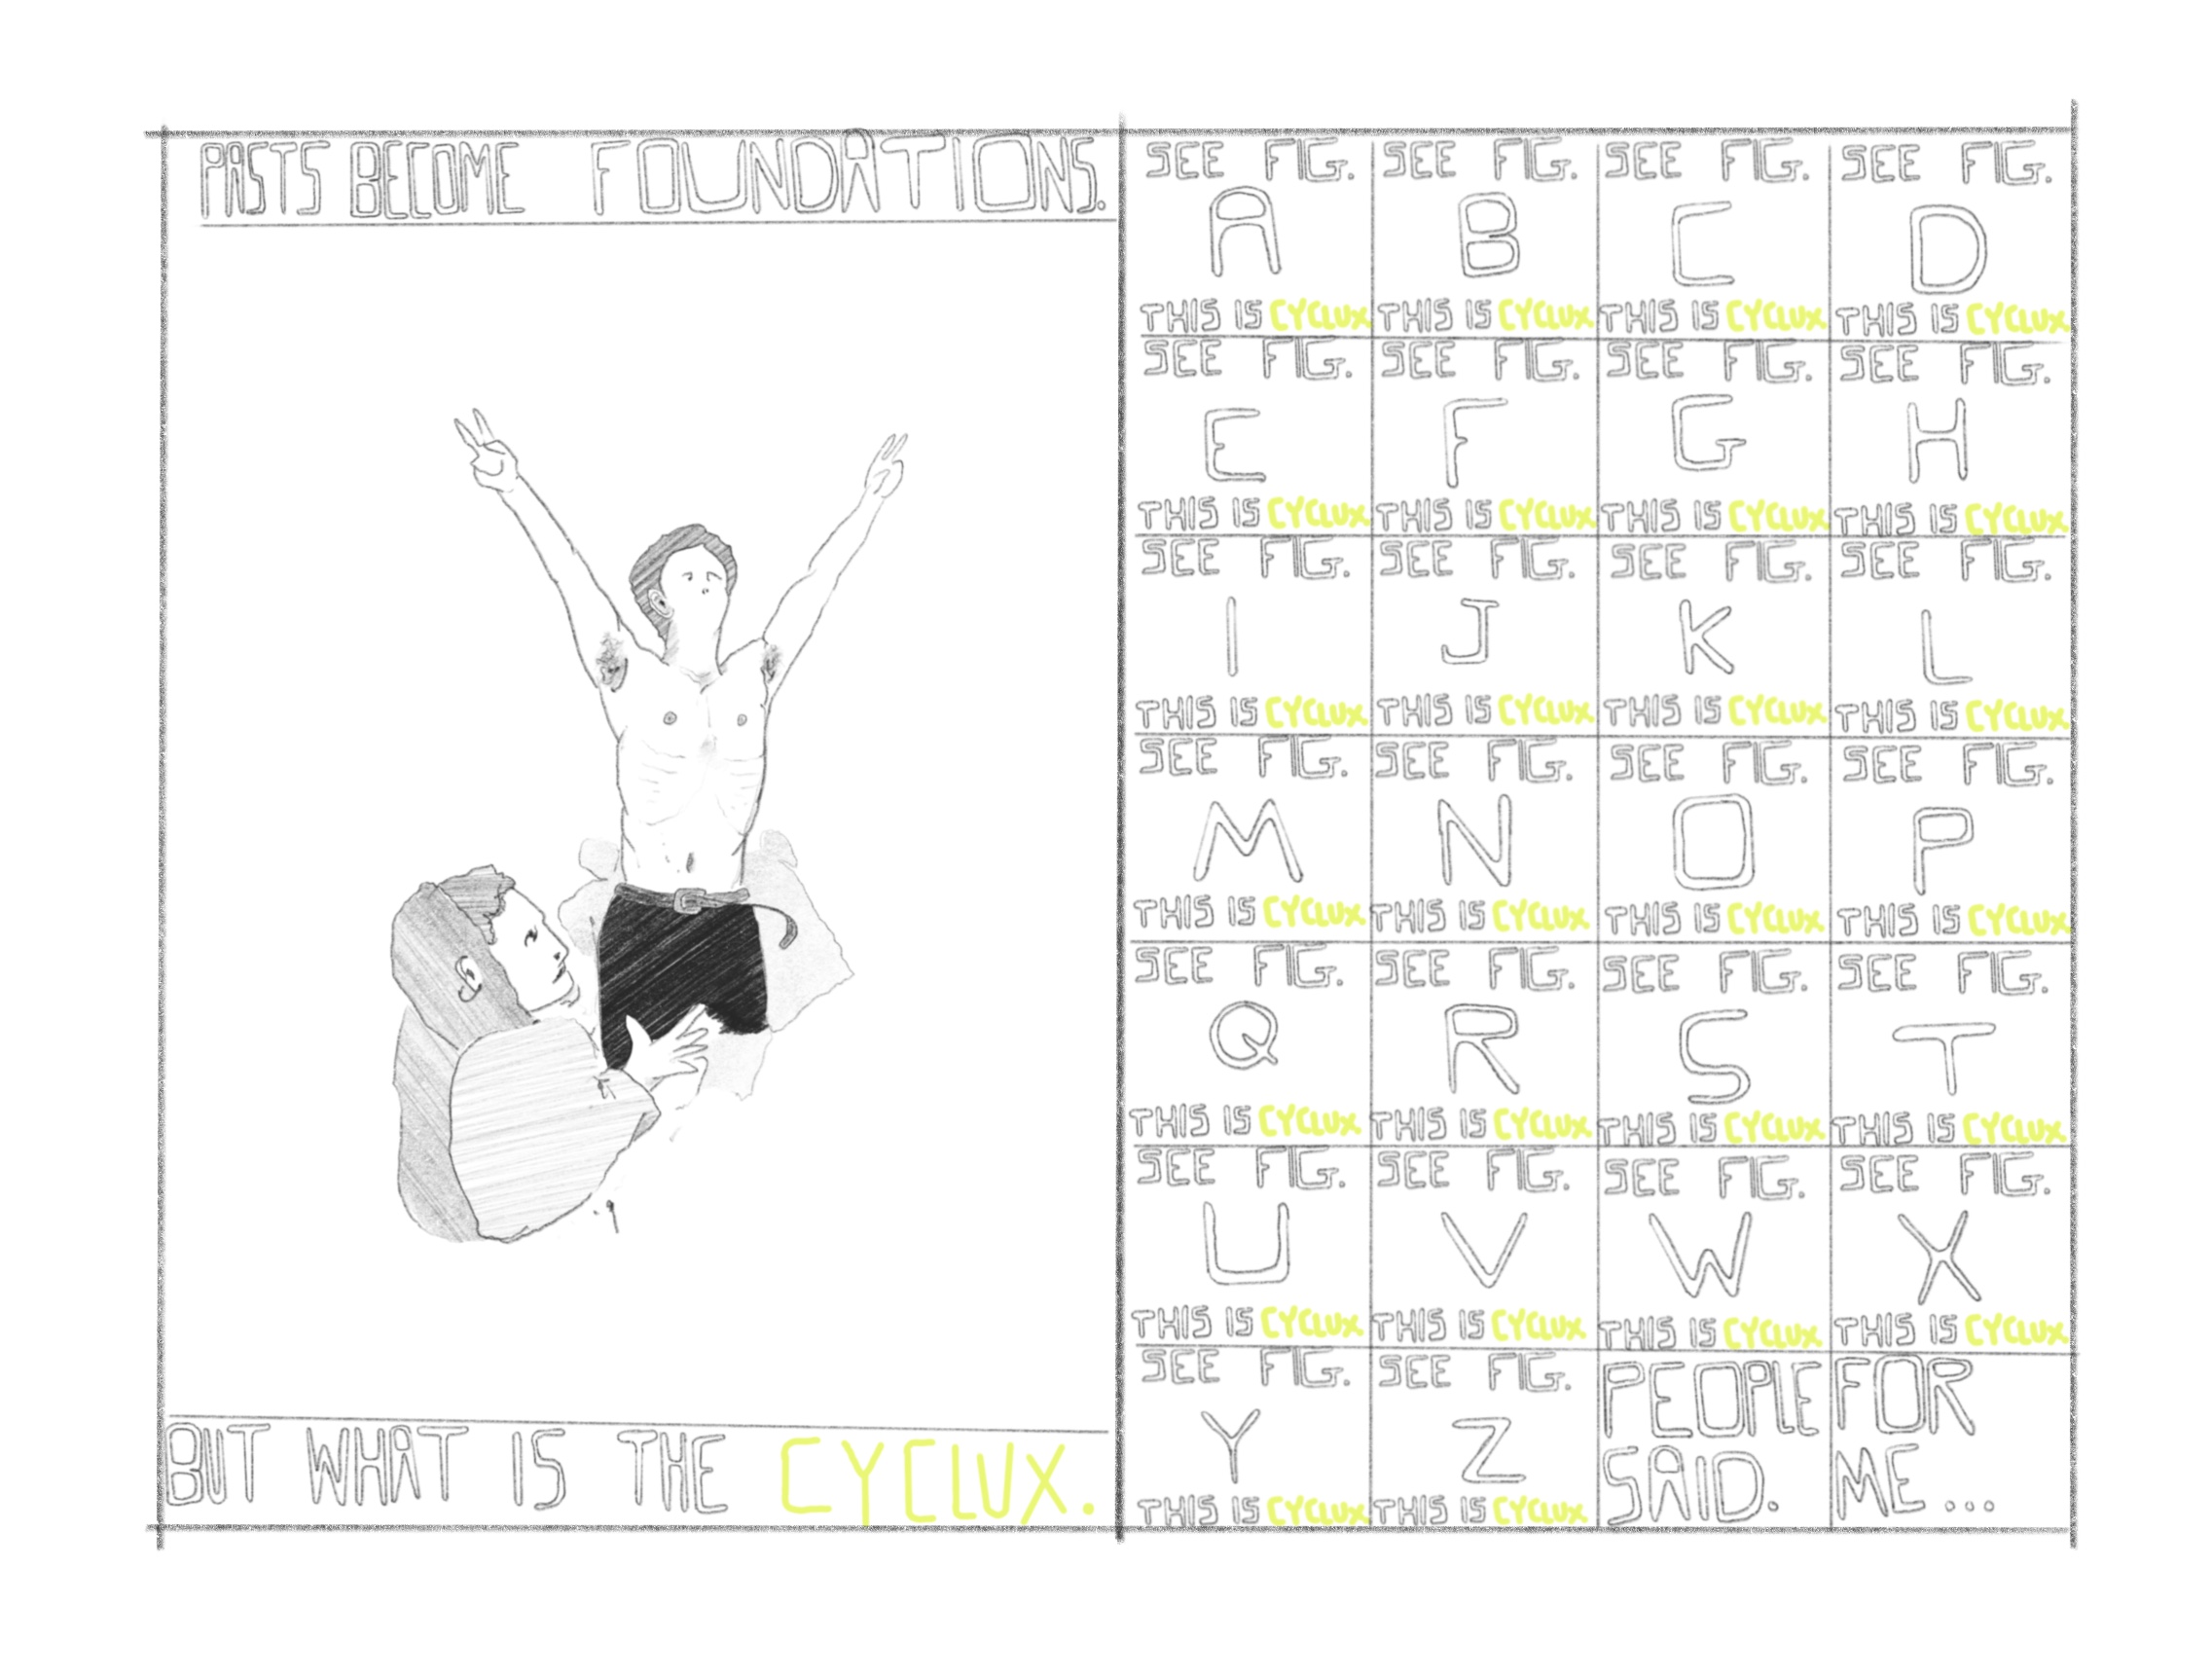 PASTS BECOME FOUNDATIONS.
BUT WHAT IS THE CYCLUX.
SEE FIG.
A
THIS IS CYCLUX
SEE FIG.
B
THIS IS CYCLUX
SEE FIG.
C
THIS IS CYCLUX
SEE FIG.
D
THIS IS CYCLUX
SEE FIG.
E
THIS IS CYCLUX
SEE FIG.
F
THIS IS CYCLUX
SEE FIG.
G
THIS IS CYCLUX
SEE FIG.
H
THIS IS CYCLUX
SEE FIG.
I
THIS IS CYCLUX
SEE FIG.
J
THIS IS CYCLUX
SEE FIG.
K
THIS IS CYCLUX
SEE FIG.
L
THIS IS CYCLUX
SEE FIG.
M
THIS IS CYCLUX
SEE FIG.
N
THIS IS CYCLUX
SEE FIG.
O
THIS IS CYCLUX
SEE FIG.
P
THIS IS CYCLUX
SEE FIG.
Q
THIS IS CYCLUX
SEE FIG.
R
THIS IS CYCLUX
SEE FIG.
S
THIS IS CYCLUX
SEE FIG.
T
THIS IS CYCLUX
SEE FIG.
U
THIS IS CYCLUX
SEE FIG.
V
THIS IS CYCLUX
SEE FIG.
W
THIS IS CYCLUX
SEE FIG.
X
THIS IS CYCLUX
SEE FIG.
Y
THIS IS CYCLUX
SEE FIG.
Z
THIS IS CYCLUX
PEOPLE
SAID.
FOR
ME...